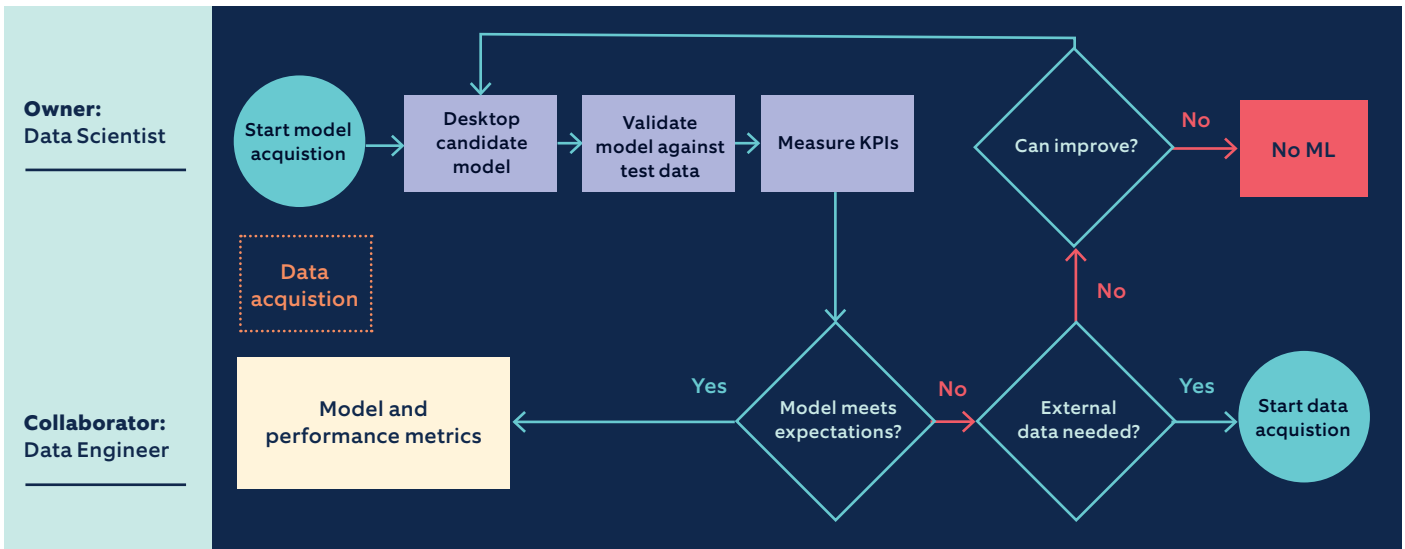 Owner:
Data Scientist
Start model
acquistion
Desktop
candidate
model
Validate
model against
test data
Measure KPIs
Can improve?
No
No ML
Data
acquistion
No
Model and
performance metrics
Yes
Model meets
expectations?
No
External
data needed?
Yes
Start data
acquistion
Collaborator:
Data Engineer